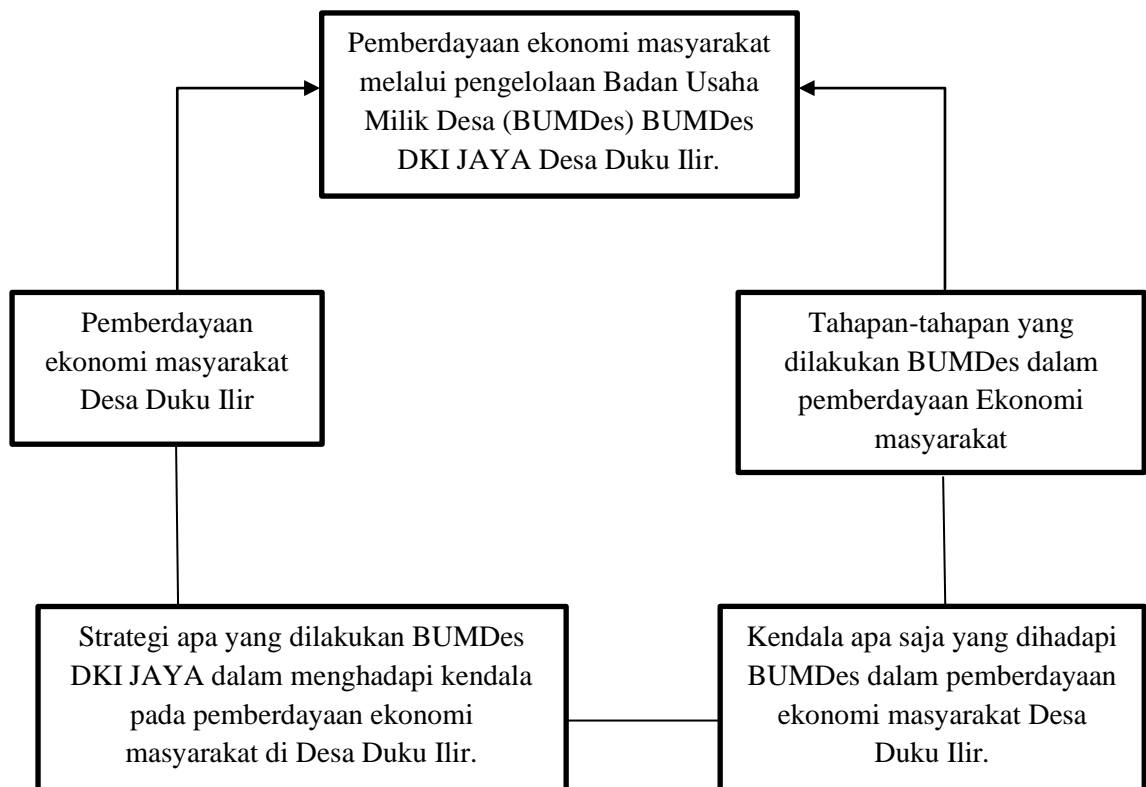 Pemberdayaan ekonomi masyarakat
melalui pengelolaan Badan Usaha
Milik Desa (BUMDes) BUMDes
DKI JAYA Desa Duku Ilir.
Pemberdayaan
ekonomi masyarakat
Desa Duku Ilir
Tahapan-tahapan yang
dilakukan BUMDes dalam
pemberdayaan Ekonomi
masyarakat
Strategi apa yang dilakukan BUMDes
DKI JAYA dalam menghadapi kendala
pada pemberdayaan ekonomi
masyarakat di Desa Duku Ilir.
Kendala apa saja yang dihadapi
BUMDes dalam pemberdayaan
ekonomi masyarakat Desa
Duku Ilir.